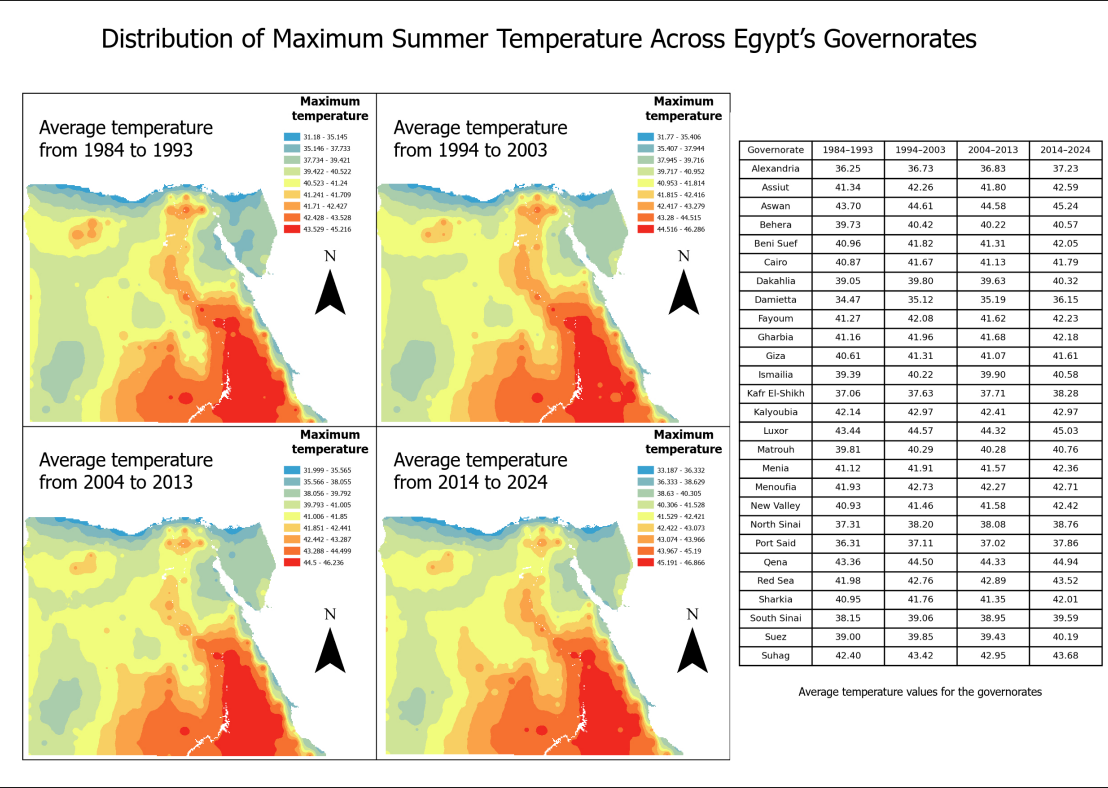 Distribution of Maximum Summer Temperature Across Egypt’s Governorates
Average temperature
from 1984 to 1993
Maximum
temperature
31.18 - 35.145
35.146 - 37.733
37.734 - 39.421
39.422 - 40.522
40.523 - 41.24
41.241 - 41.709
41.71 - 42.427
42.428 - 43.528
43.529 - 45.216
N
Average temperature
from 1994 to 2003
Maximum
temperature
31.77 - 35.406
35.407 - 37.944
37.945 - 39.716
39.717 - 40.952
40.953 - 41.814
41.815 - 42.416
42.417 - 43.279
43.28 - 44.515
44.516 - 46.286
N
Average temperature
from 2004 to 2013
Maximum
temperature
31.999 - 35.565
35.566 - 38.055
38.056 - 39.792
39.793 - 41.005
41.006 - 41.85
41.851 - 42.441
42.442 - 43.287
43.288 - 44.499
44.5 - 46.236
N
Average temperature
from 2014 to 2024
Maximum
temperature
33.187 - 36.332
36.333 - 38.629
38.63 - 40.305
40.306 - 41.528
41.529 - 42.421
42.422 - 43.073
43.074 - 43.966
43.967 - 45.19
45.191 - 46.866
N
Governorate 1984–1993 1994–2003 2004–2013 2014–2024
Alexandria 36.25 36.73 36.83 37.23
Assiut 41.34 42.26 41.80 42.59
Aswan 43.70 44.61 44.58 45.24
Behera 39.73 40.42 40.22 40.57
Beni Suef 40.96 41.82 41.31 42.05
Cairo 40.87 41.67 41.13 41.79
Dakahlia 39.05 39.80 39.63 40.32
Damietta 34.47 35.12 35.19 36.15
Fayoum 41.27 42.08 41.62 42.23
Gharbia 41.16 41.96 41.68 42.18
Giza 40.61 41.31 41.07 41.61
Ismailia 39.39 40.22 39.90 40.58
Kafr El-Shikh 37.06 37.63 37.71 38.28
Kalyoubia 42.14 42.97 42.41 42.97
Luxor 43.44 44.57 44.32 45.03
Matrouh 39.81 40.29 40.28 40.76
Menia 41.12 41.91 41.57 42.36
Menoufia 41.93 42.73 42.27 42.71
New Valley 40.93 41.46 41.58 42.42
North Sinai 37.31 38.20 38.08 38.76
Port Said 36.31 37.11 37.02 37.86
Qena 43.36 44.50 44.33 44.94
Red Sea 41.98 42.76 42.89 43.52
Sharkia 40.95 41.76 41.35 42.01
South Sinai 38.15 39.06 38.95 39.59
Suez 39.00 39.85 39.43 40.19
Suhag 42.40 43.42 42.95 43.68
Average temperature values for the governorates